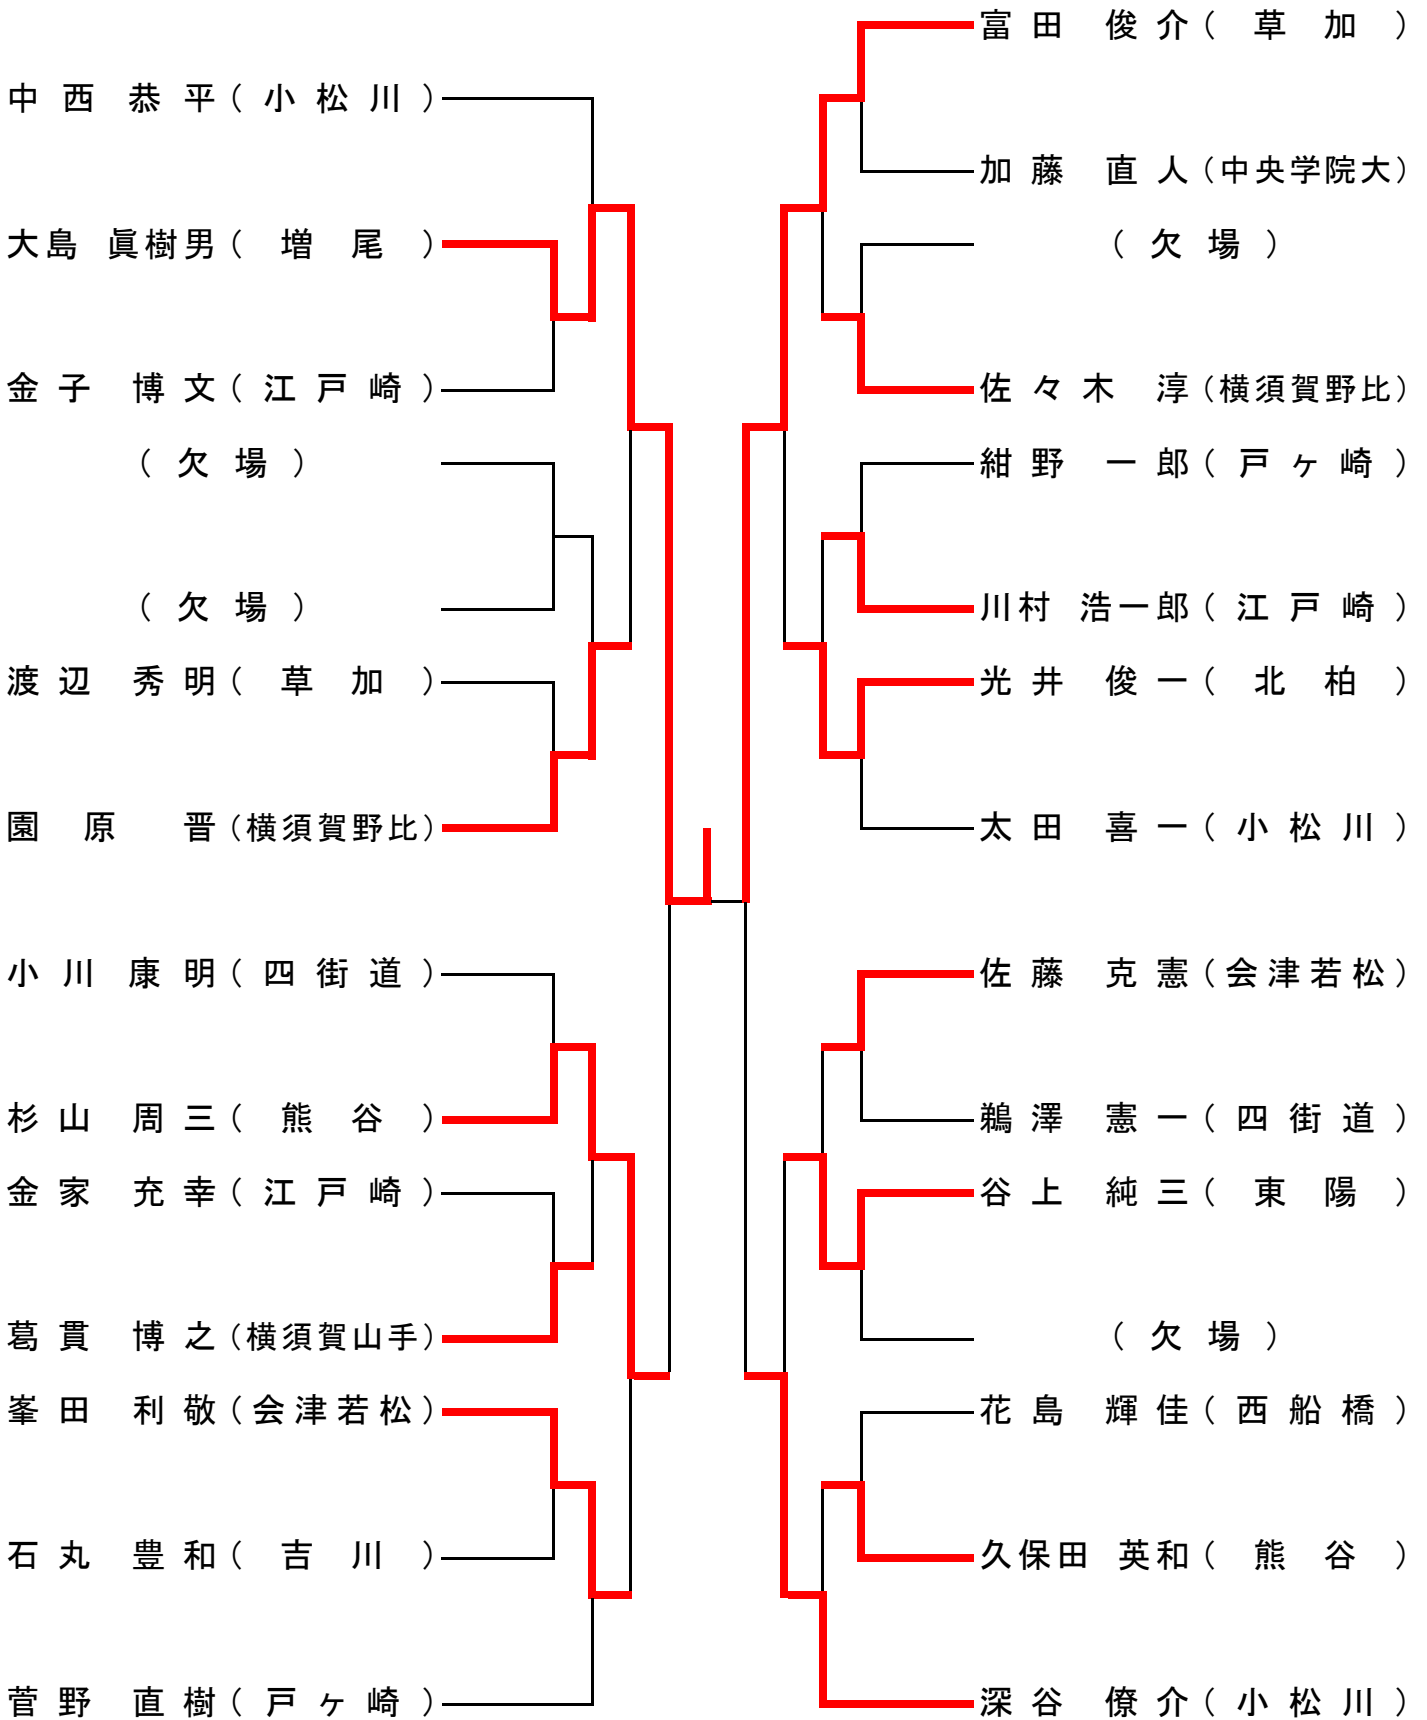 中西 恭平(小松川)
大島 眞樹男(増尾)
金子 博文(江戸崎)
(欠場)
(欠場)
渡辺 秀明(草加)
園原 晋(横須賀野比)
小川 康明(四街道)
杉山 周三(熊谷)
金家 充幸(江戸崎)
葛貫 博之(横須賀山手)
峯田 利敬(会津若松)
石丸 豊和(吉川)
菅野 直樹(戸ヶ崎)
富田 俊介(草加)
加藤 直人(中央学院大)
(欠場)
佐々木 淳(横須賀野比)
紺野 一郎(戸ヶ崎)
川村 浩一郎(江戸崎)
光井 俊一(北柏)
太田 喜一(小松川)
佐藤 克憲(会津若松)
鵜澤 憲一(四街道)
谷上 純三(東陽)
(欠場)
花島 輝佳(西船橋)
久保田 英和(熊谷)
深谷 僚介(小松川)